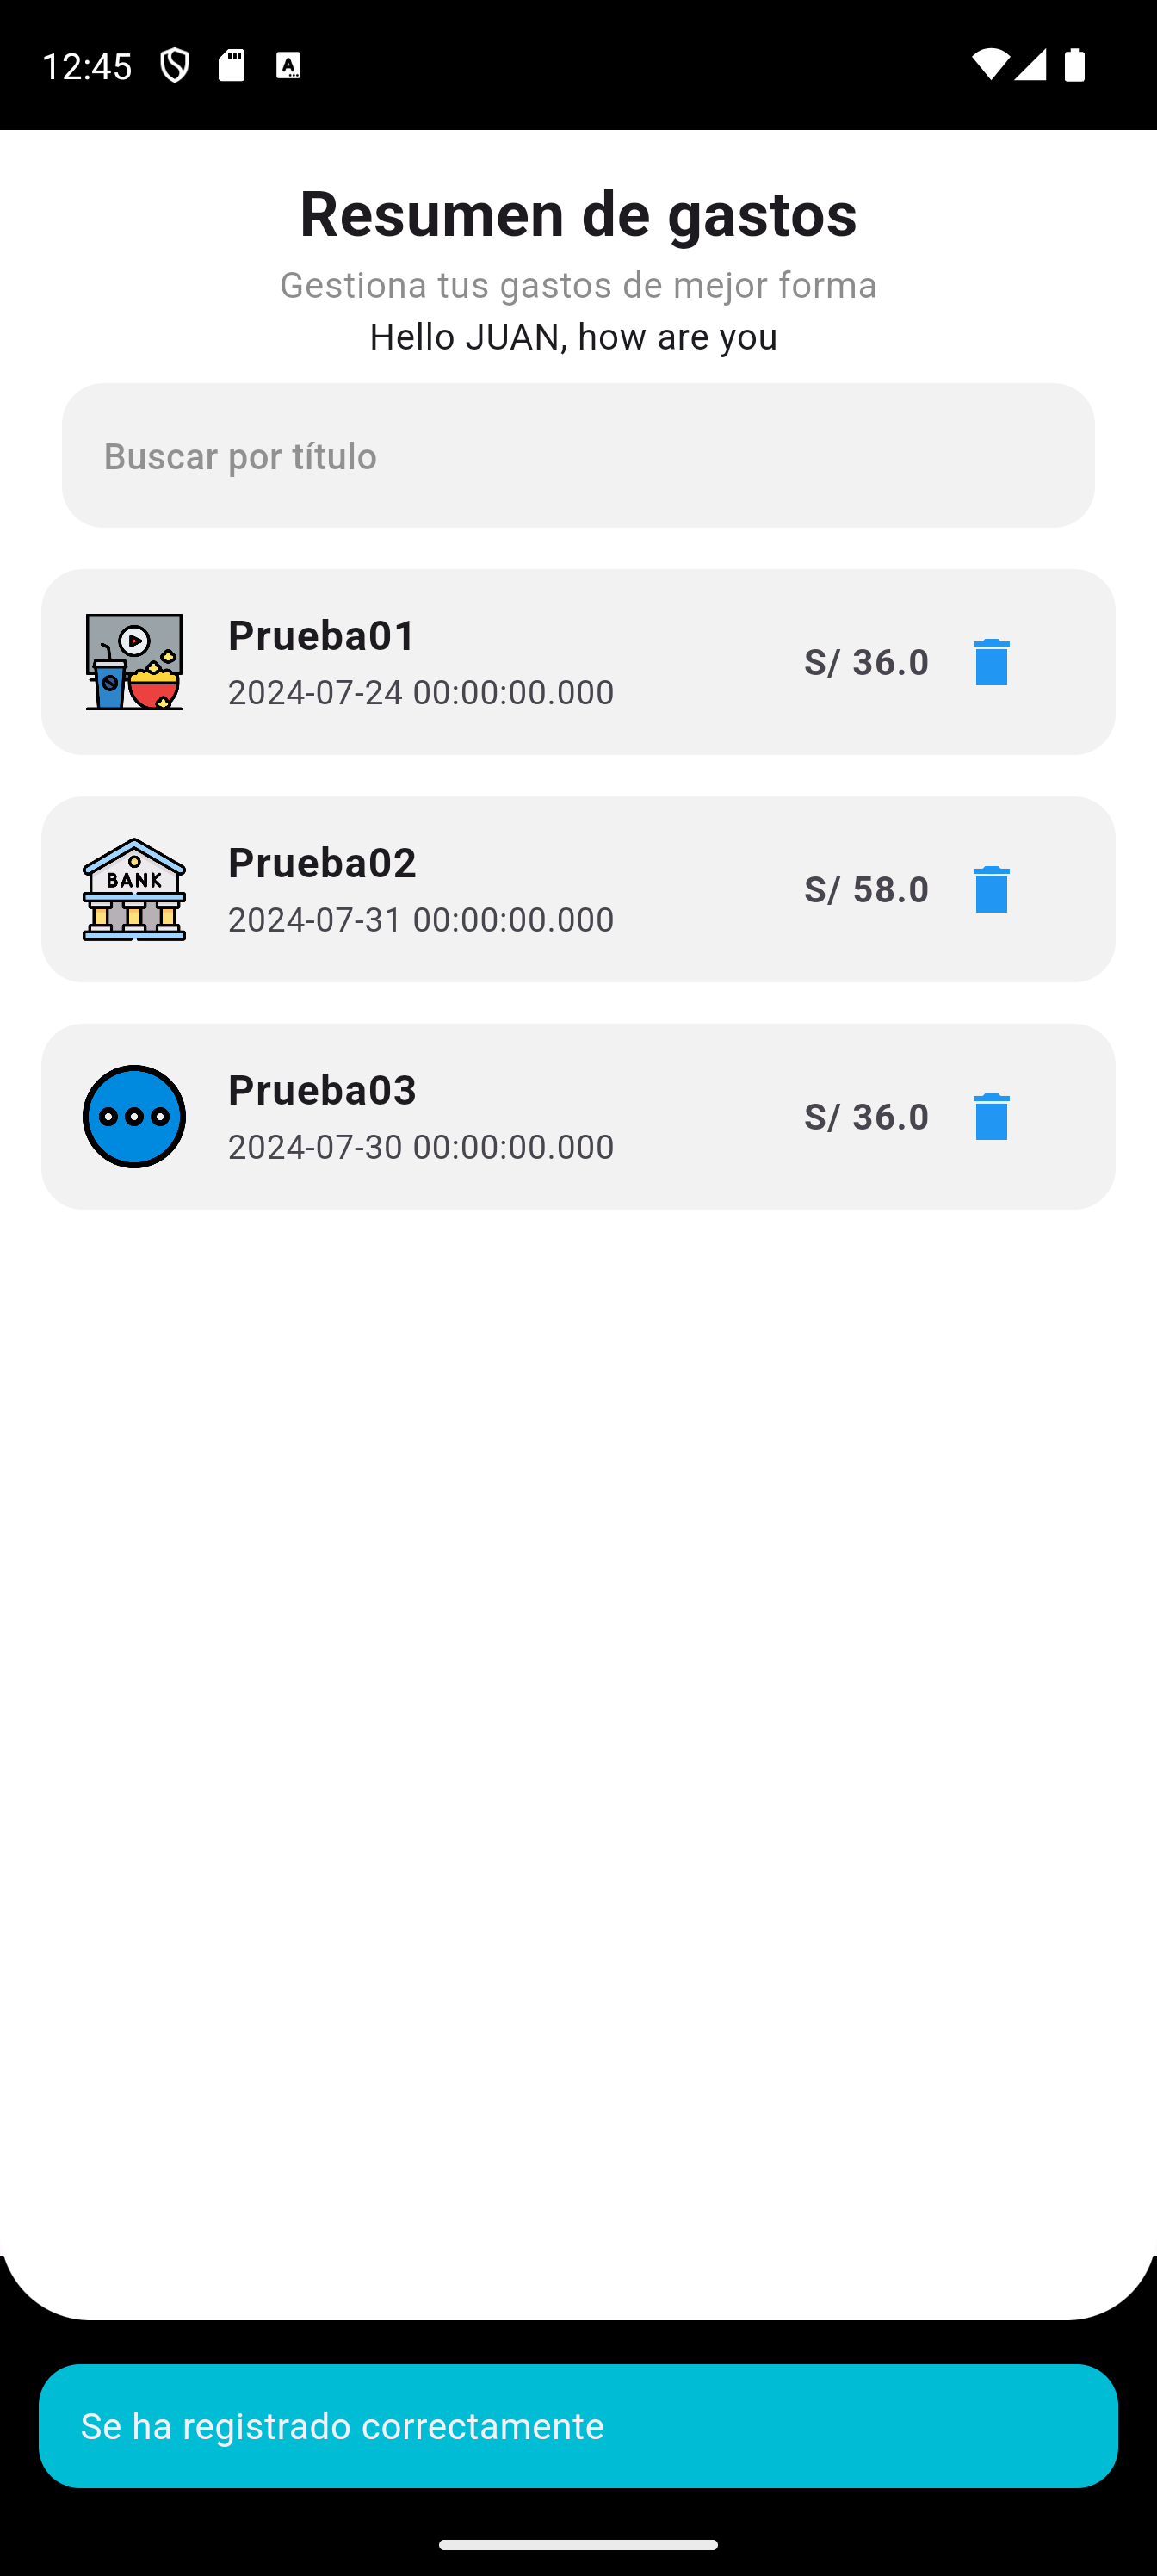 12:45
Resumen de gastos
Gestiona tus gastos de mejor forma
Hello JUAN, how are you
Buscar por título
Prueba01
2024-07-24 00:00:00.000
S/ 36.0
BANK
Prueba02
2024-07-31 00:00:00.000
S/ 58.0
Prueba03
2024-07-30 00:00:00.000
S/ 36.0
Se ha registrado correctamente